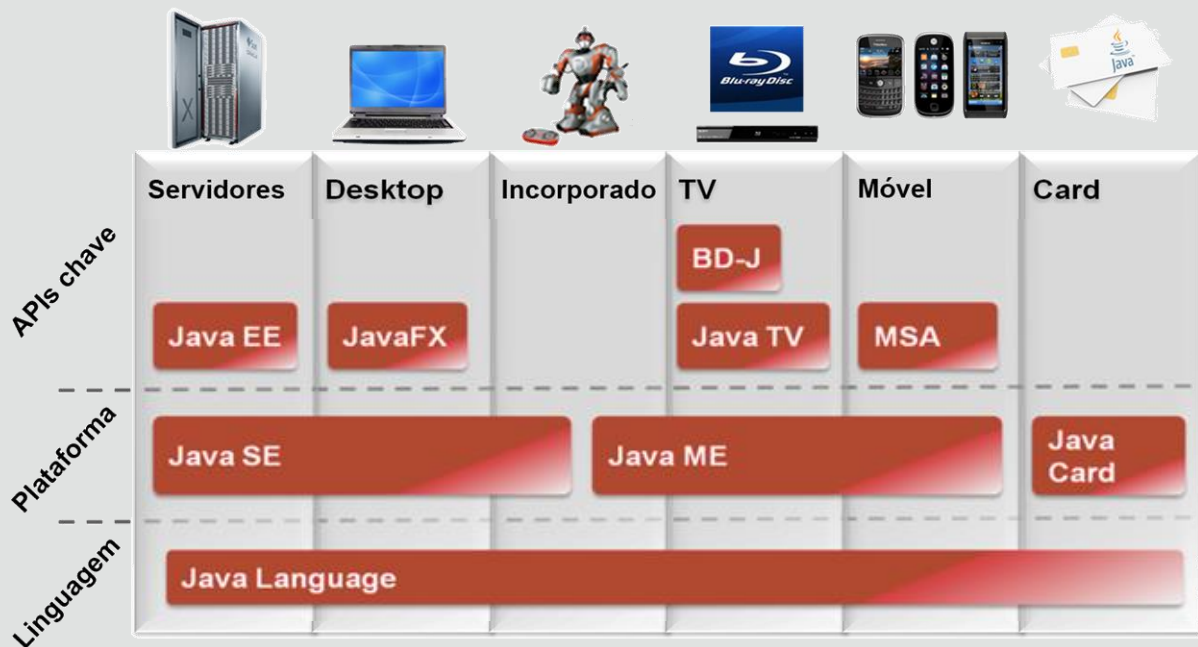 Blu-ray Disc
Java
Servidores
Desktop
Incorporado
TV
Móvel
Card
APIs chave
BD-J
Java EE
JavaFX
Java TV
MSA
Plataforma
Java SE
Java ME
Java
Card
Linguagem
Java Language